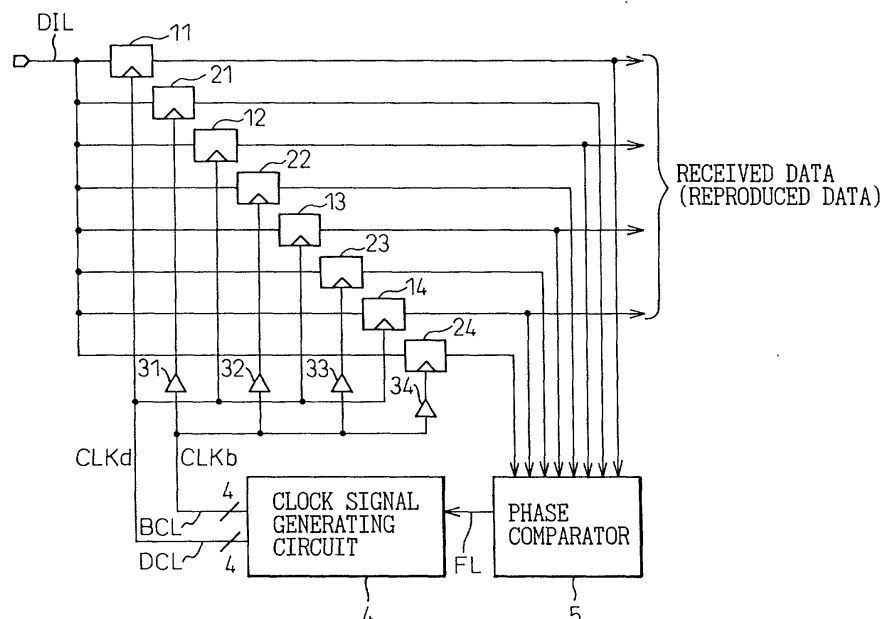 DIL
11
21
12
22
13
23
14
24
RECEIVED DATA
(REPRODUCED DATA)
31
32
33
34
CLKd
CLKb
BCL
4
DCL
4
CLOCK SIGNAL
GENERATING
CIRCUIT
FL
PHASE
COMPARATOR
4
5